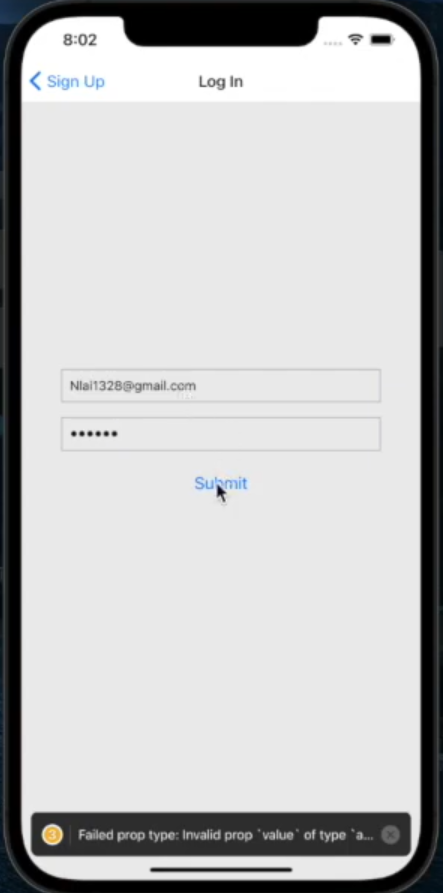 8:02
Sign Up
Log In
Nlai1328@gmail.com
••••••
Submit
3
Failed prop type: Invalid prop `value` of type `a...